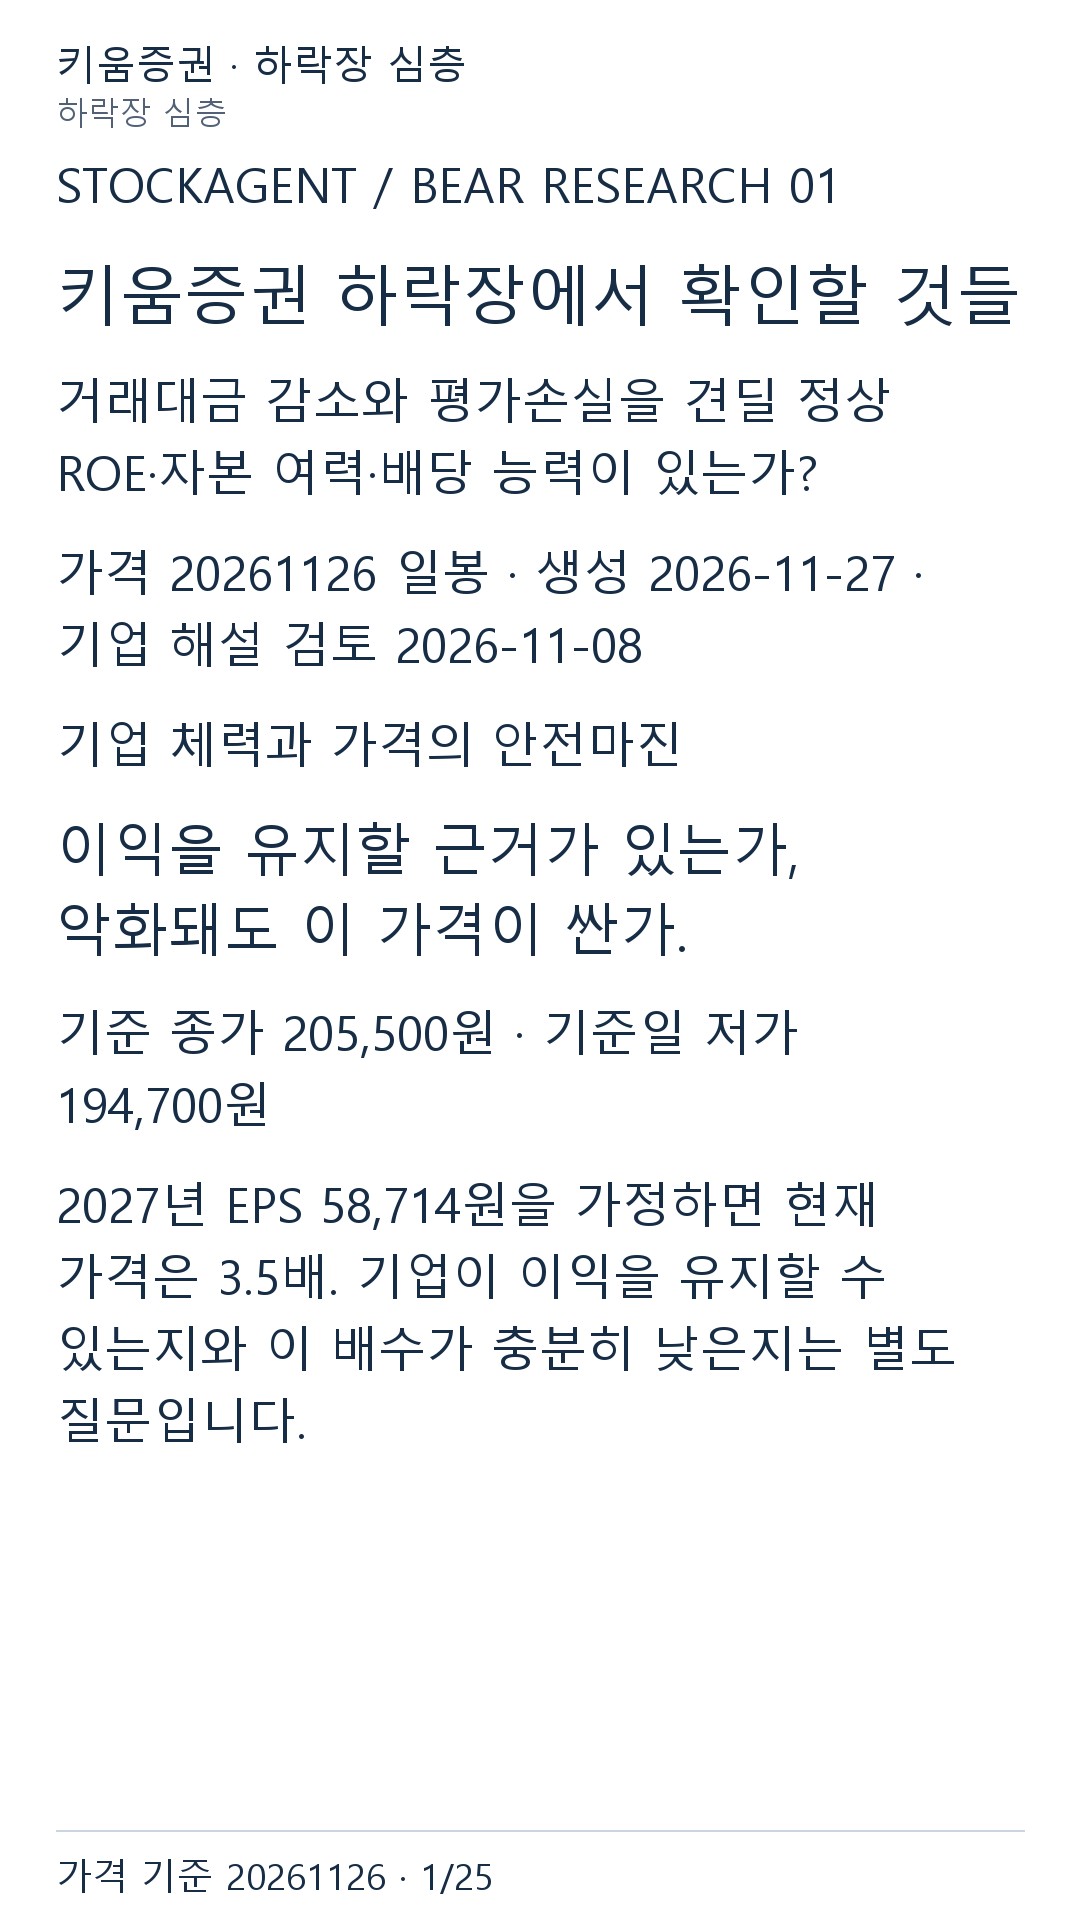 키움증권 · 하락장 심층
하락장 심층
STOCKAGENT / BEAR RESEARCH 01
키움증권 하락장에서 확인할 것들
거래대금 감소와 평가손실을 견딜 정상
ROE·자본 여력·배당 능력이 있는가?
가격 20261126 일봉 · 생성 2026-11-27 ·
기업 해설 검토 2026-11-08
기업 체력과 가격의 안전마진
이익을 유지할 근거가 있는가,
악화돼도 이 가격이 싼가.
기준 종가 205,500원 · 기준일 저가
194,700원
2027년 EPS 58,714원을 가정하면 현재
가격은 3.5배. 기업이 이익을 유지할 수
있는지와 이 배수가 충분히 낮은지는 별도
질문입니다.
가격 기준 20261126 · 1/25